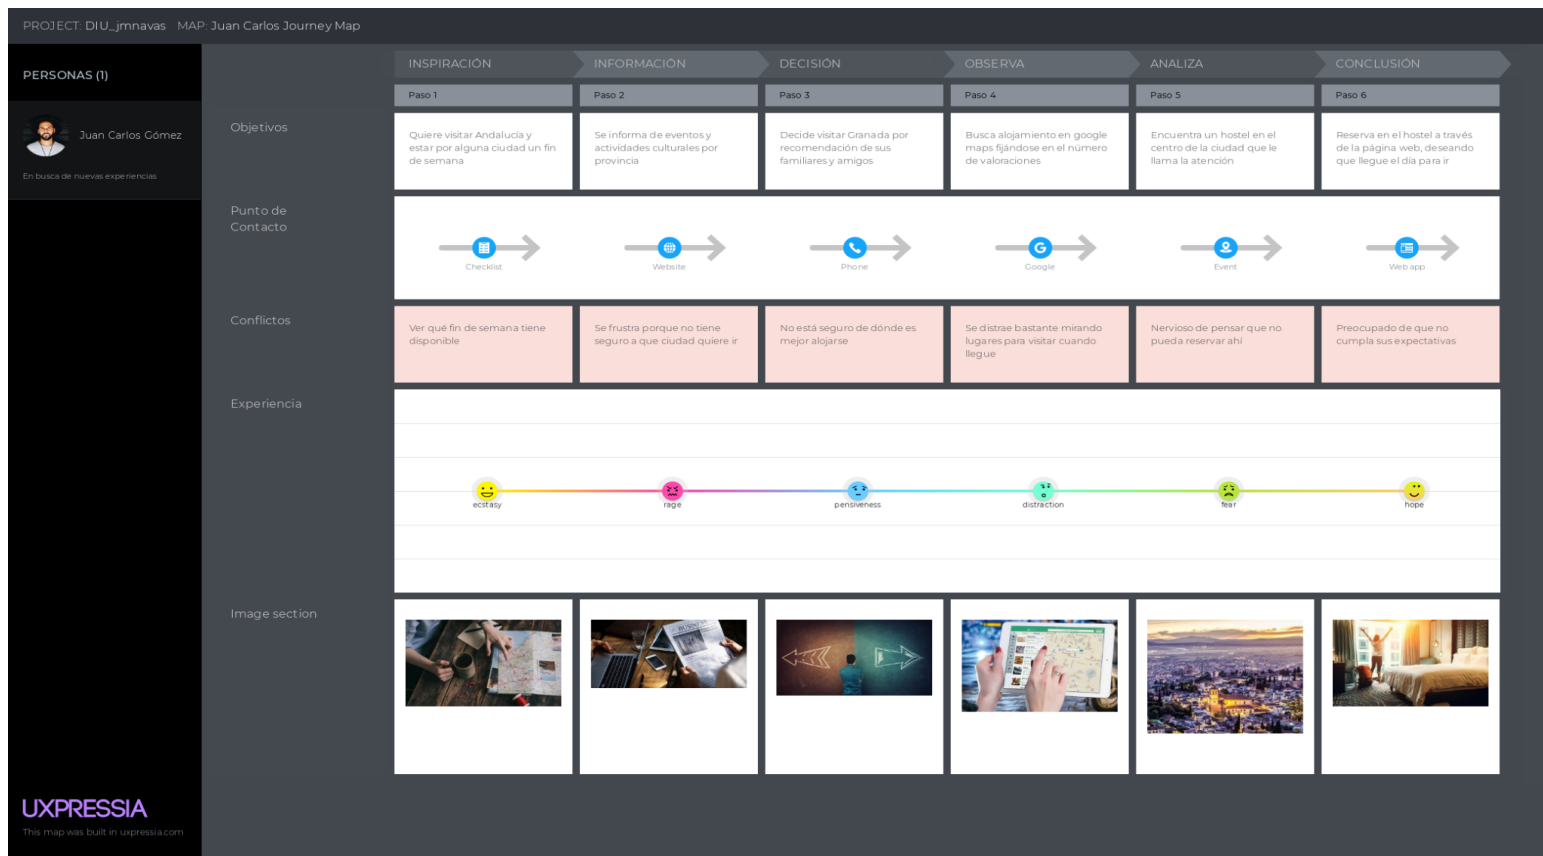 PROJECT: DIU_jmnavas MAP: Juan Carlos Journey Map
PERSONAS (1)
Juan Carlos Gómez
En busca de nuevas experiencias
INSPIRACIÓN
INFORMACIÓN
DECISIÓN
OBSERVA
ANALIZA
CONCLUSIÓN
Paso 1
Paso 2
Paso 3
Paso 4
Paso 5
Paso 6
Objetivos
Quiere visitar Andalucía y
estar por alguna ciudad un fin
de semana
Se informa de eventos y
actividades culturales por
provincia
Decide visitar Granada por
recomendación de sus
familiares y amigos
Busca alojamiento en google
maps fijándose en el número
de valoraciones
Encuentra un hostel en el
centro de la ciudad que le
llama la atención
Reserva en el hostel a través
de la página web, deseando
que llegue el día para ir
Punto de
Contacto
Checklist
Website
Phone
Google
Event
Web app
Conflictos
Ver qué fin de semana tiene
disponible
Se frustra porque no tiene
seguro a que ciudad quiere ir
No está seguro de dónde es
mejor alojarse
Se distrae bastante mirando
lugares para visitar cuando
llegue
Nervioso de pensar que no
pueda reservar ahí
Preocupado de que no
cumpla sus expectativas
Experiencia
ecstasy
rage
pensiveness
distraction
fear
hope
Image section
BUSINESS
UXPRESSIA
This map was built in uxpressia.com